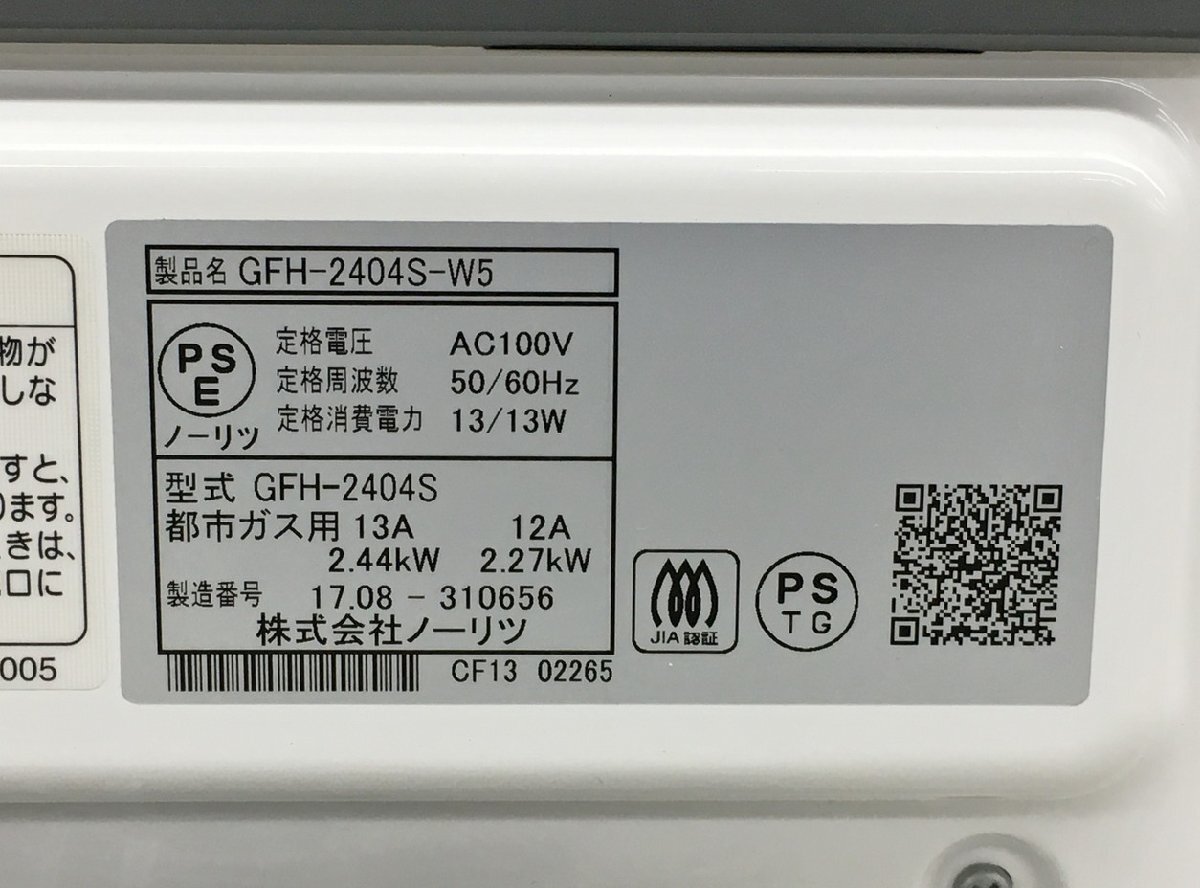 製品名 GFH-2404S-W5
PS
E
ノーリツ
定格電圧 AC100V
定格周波数 50/60Hz
定格消費電力 13/13W
型式 GFH-2404S
都市ガス用 13A 12A
2.44kW 2.27kW
製造番号 17.08 - 310656
株式会社ノーリツ
CF13 02265
JIA 認証
PS
TG
物が
しな
すと、
ります。
きは、
口に
005